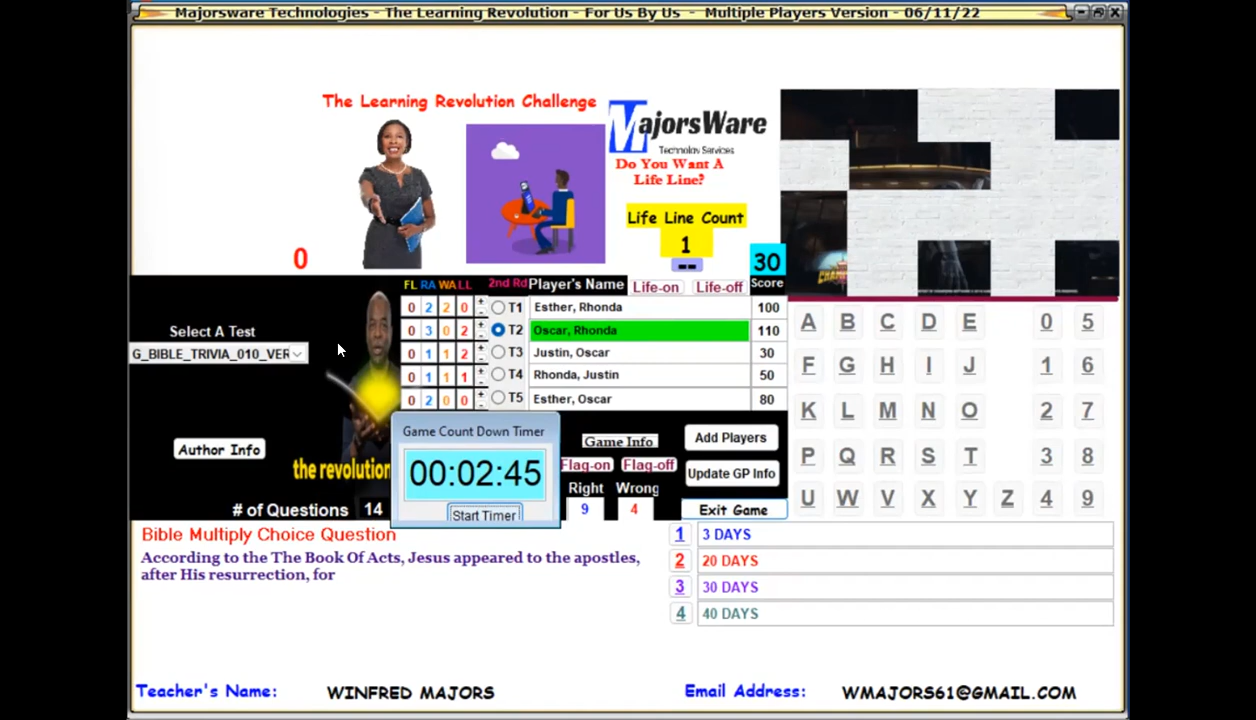 Majorsware Technologies - The Learning Revolution - For Us By Us - Multiple Players Version - 06/11/22
The Learning Revolution Challenge
MajorsWare
Technology Services
Do You Want A
Life Line?
Life Line Count
1
--
0
30
FL RA WA LL 2nd Rd Player's Name Life-on Life-off Score
0 2 2 0 + - T1 Esther, Rhonda 100
0 3 0 2 + - T2 Oscar, Rhonda 110
0 1 1 2 + - T3 Justin, Oscar 30
0 1 1 1 + - T4 Rhonda, Justin 50
0 2 0 0 + - T5 Esther, Oscar 80
Select A Test
G_BIBLE_TRIVIA_010_VER
Author Info
the revolution
# of Questions 14
Game Count Down Timer
00:02:45
Start Timer
Game Info
Flag-on Flag-off
Right Wrong
9 4
Add Players
Update GP Info
Exit Game
A B C D E 0 5
F G H I J 1 6
K L M N O 2 7
P Q R S T 3 8
U W V X Y Z 4 9
Bible Multiply Choice Question
According to the The Book Of Acts, Jesus appeared to the apostles,
after His resurrection, for
1 3 DAYS
2 20 DAYS
3 30 DAYS
4 40 DAYS
Teacher's Name: WINFRED MAJORS
Email Address: WMAJORS61@GMAIL.COM